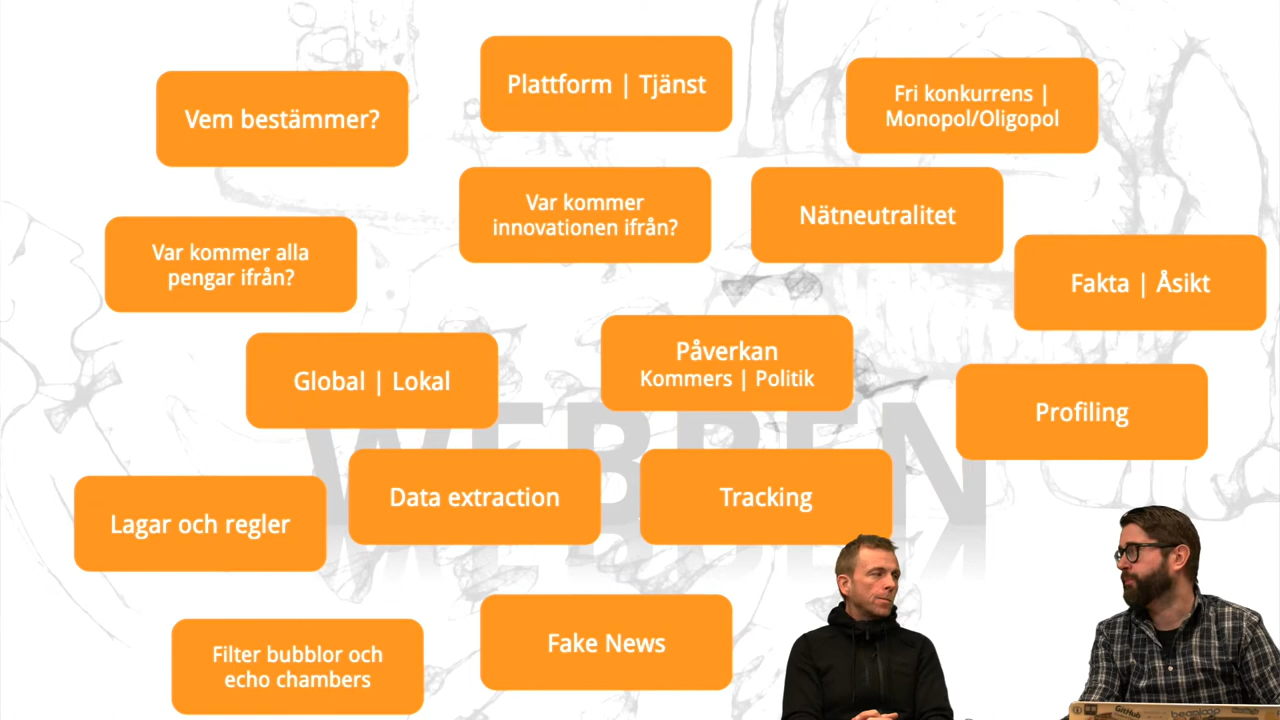 Plattform | Tjänst
Vem bestämmer?
Fri konkurrens |
Monopol/Oligopol
Var kommer
innovationen ifrån?
Nätneutralitet
Var kommer alla
pengar ifrån?
Fakta | Åsikt
Global | Lokal
Påverkan
Kommers | Politik
Profiling
WEBBEN
Data extraction
Tracking
Lagar och regler
Filter bubblor och
echo chambers
Fake News
GitHub